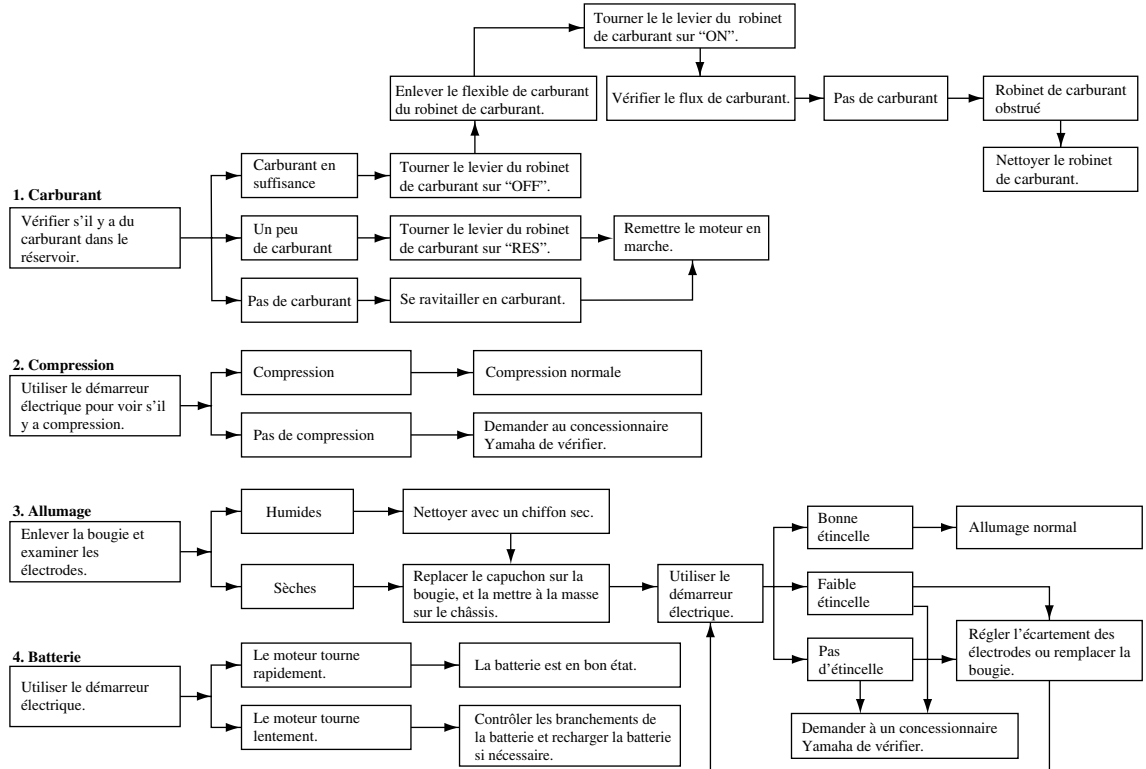 Tourner le le levier du robinet
de carburant sur “ON”.
Enlever le flexible de carburant
du robinet de carburant.
Vérifier le flux de carburant.
Pas de carburant
Robinet de carburant
obstrué
Nettoyer le robinet
de carburant.
1. Carburant
Vérifier s’il y a du
carburant dans le
réservoir.
Carburant en
suffisance
Tourner le levier du robinet
de carburant sur “OFF”.
Un peu
de carburant
Tourner le levier du robinet
de carburant sur “RES”.
Remettre le moteur en
marche.
Pas de carburant
Se ravitailler en carburant.
2. Compression
Utiliser le démarreur
électrique pour voir s’il
y a compression.
Compression
Compression normale
Pas de compression
Demander au concessionnaire
Yamaha de vérifier.
3. Allumage
Enlever la bougie et
examiner les
électrodes.
Humides
Nettoyer avec un chiffon sec.
Sèches
Replacer le capuchon sur la
bougie, et la mettre à la masse
sur le châssis.
Utiliser le
démarreur
électrique.
Bonne
étincelle
Allumage normal
Faible
étincelle
Pas
d’étincelle
Régler l’écartement des
électrodes ou remplacer la
bougie.
Demander à un concessionnaire
Yamaha de vérifier.
4. Batterie
Utiliser le démarreur
électrique.
Le moteur tourne
rapidement.
La batterie est en bon état.
Le moteur tourne
lentement.
Contrôler les branchements de
la batterie et recharger la batterie
si nécessaire.